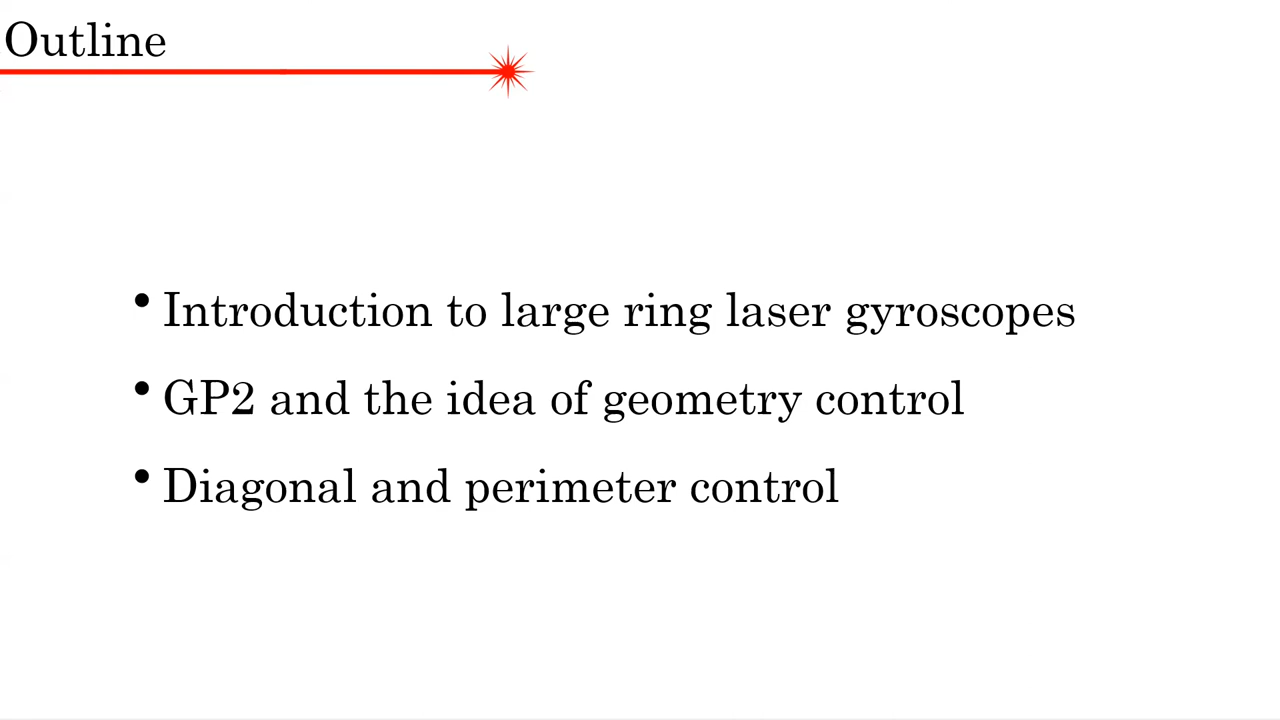 Outline
• Introduction to large ring laser gyroscopes
• GP2 and the idea of geometry control
• Diagonal and perimeter control